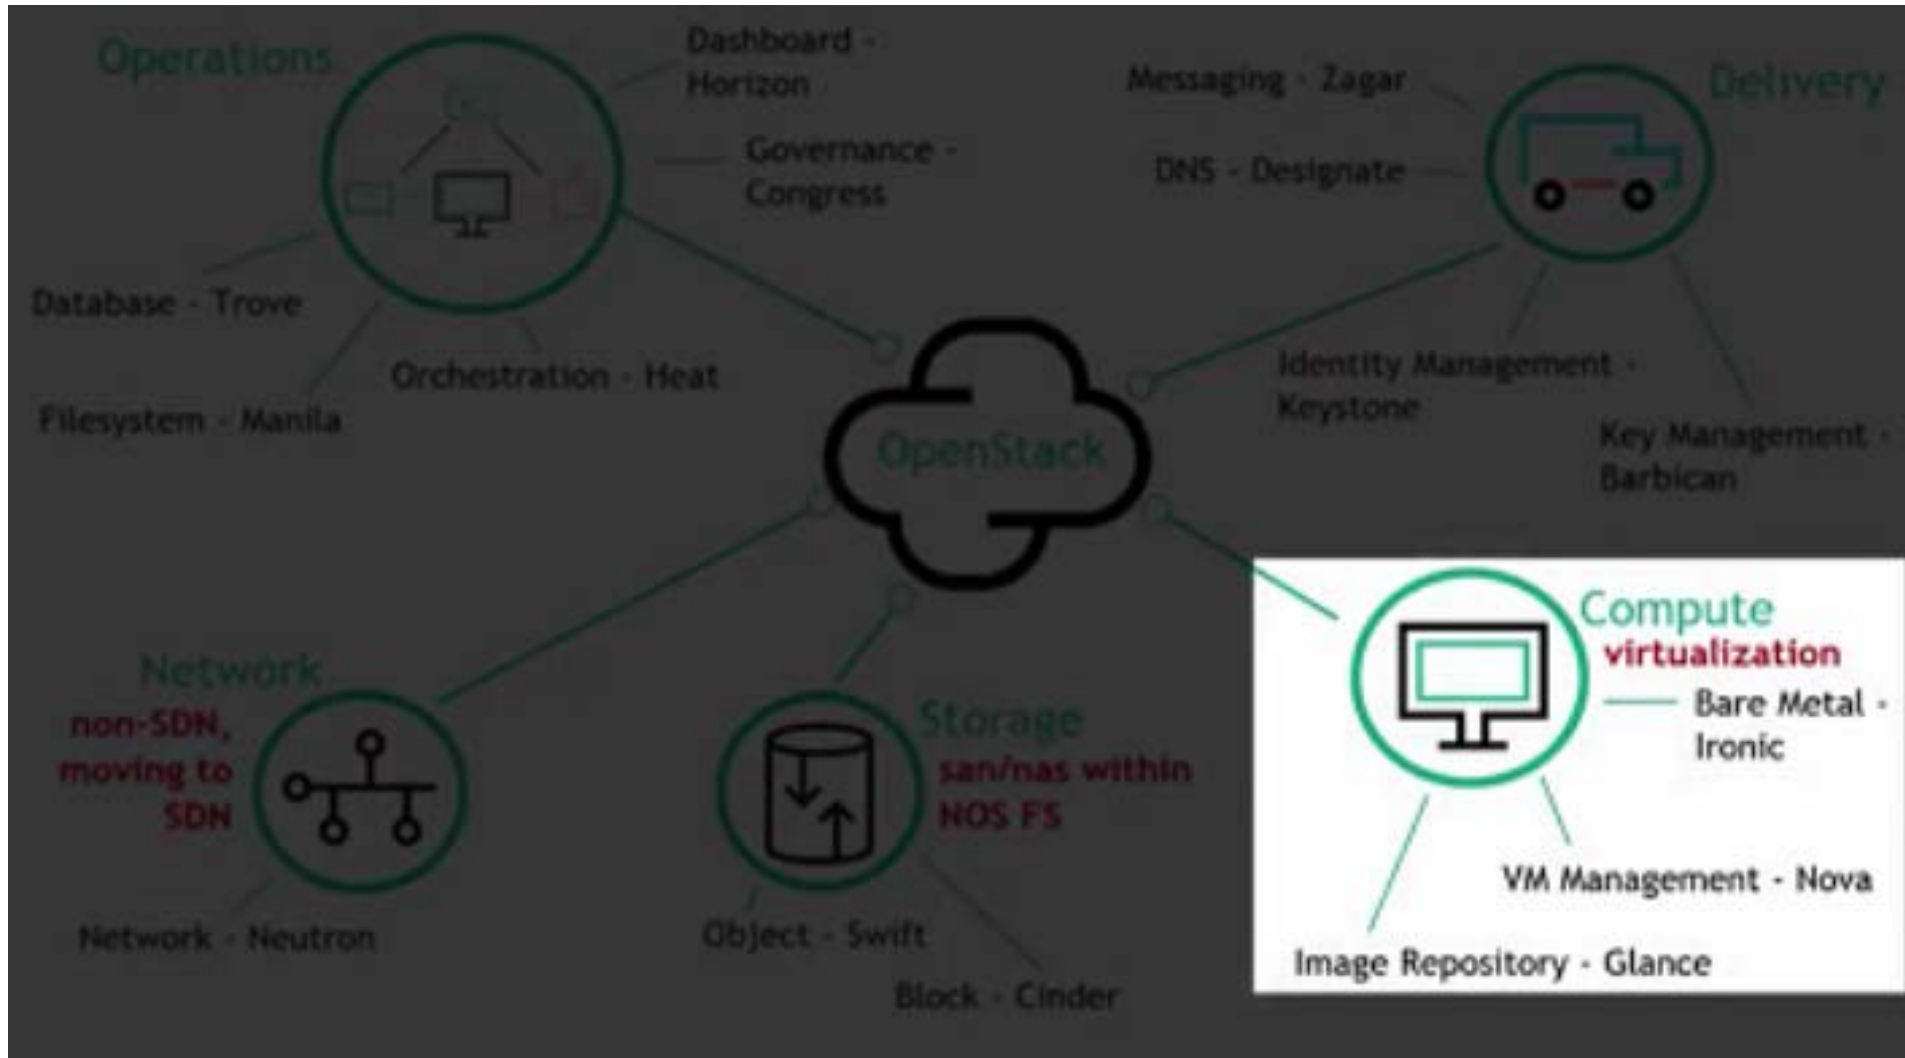 Operations
Dashboard -
Horizon
Governance -
Congress
Database - Trove
Filesystem - Manila
Orchestration - Heat
Messaging - Zagar
Delivery
DNS - Designate
Identity Management -
Keystone
Key Management -
Barbican
OpenStack
Network
non-SDN,
moving to
SDN
Network - Neutron
Storage
san/nas within
NOS FS
Object - Swift
Block - Cinder
Compute
virtualization
Bare Metal -
Ironic
VM Management - Nova
Image Repository - Glance